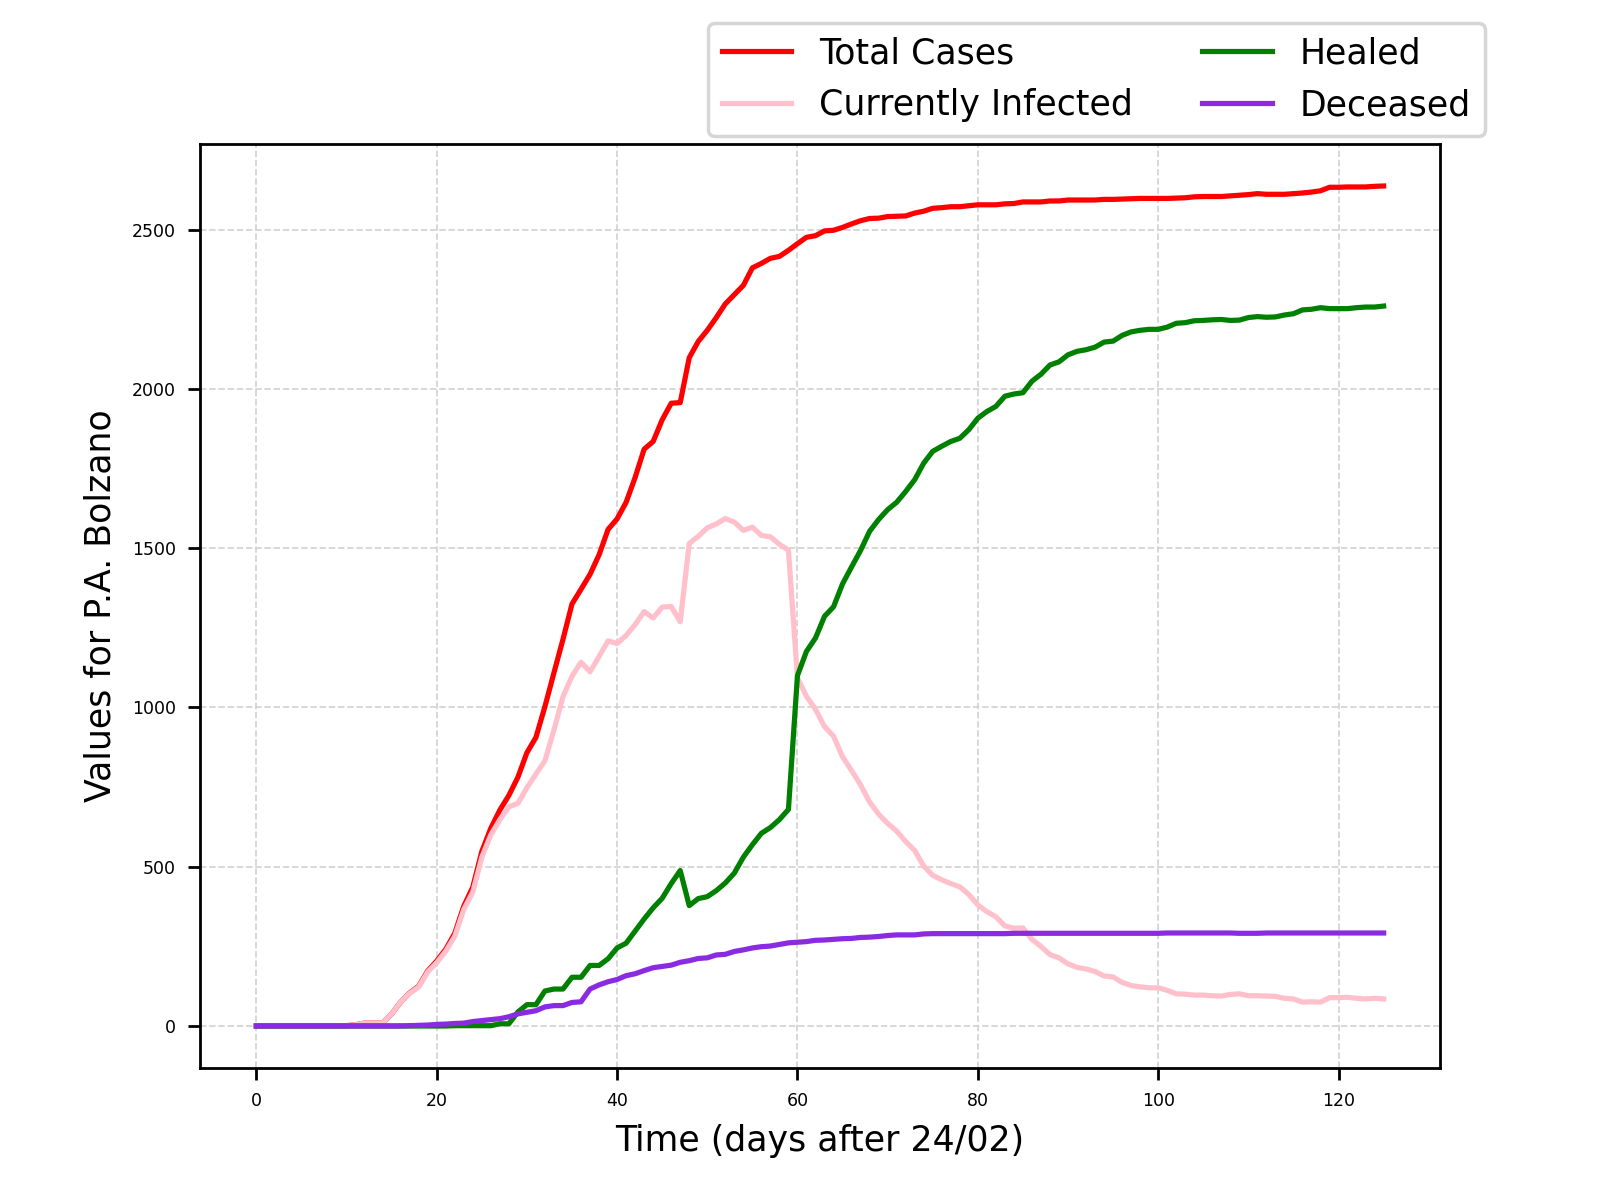 Total Cases
Currently Infected
Healed
Deceased
2500
2000
1500
1000
500
0
Values for P.A. Bolzano
0 20 40 60 80 100 120
Time (days after 24/02)